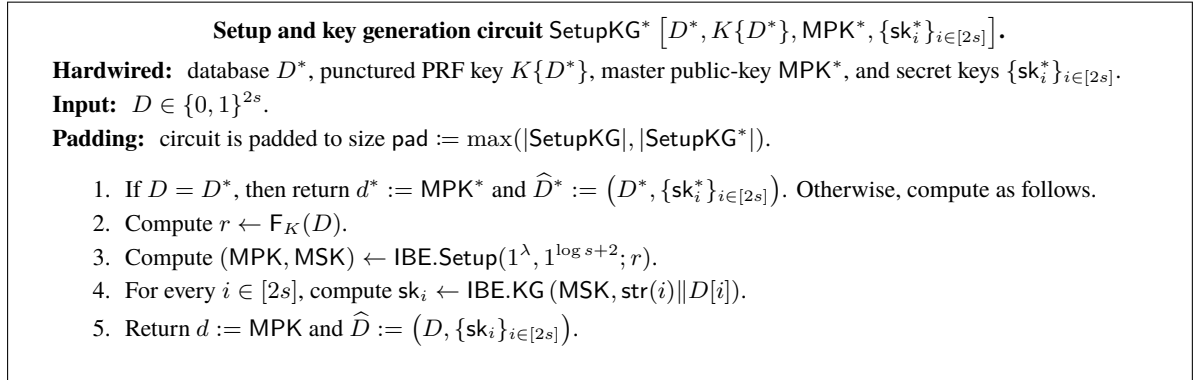 Setup and key generation circuit SetupKG* [D*, K{D*}, MPK*, {sk*_i}_{i∈[2s]}].
Hardwired: database D*, punctured PRF key K{D*}, master public-key MPK*, and secret keys {sk*_i}_{i∈[2s]}.
Input: D ∈ {0, 1}^{2s}.
Padding: circuit is padded to size pad := max(|SetupKG|, |SetupKG*|).
1. If D = D*, then return d* := MPK* and D̂* := (D*, {sk*_i}_{i∈[2s]}). Otherwise, compute as follows.
2. Compute r ← F_K(D).
3. Compute (MPK, MSK) ← IBE.Setup(1^λ, 1^{log s+2}; r).
4. For every i ∈ [2s], compute sk_i ← IBE.KG (MSK, str(i)‖D[i]).
5. Return d := MPK and D̂ := (D, {sk_i}_{i∈[2s]}).